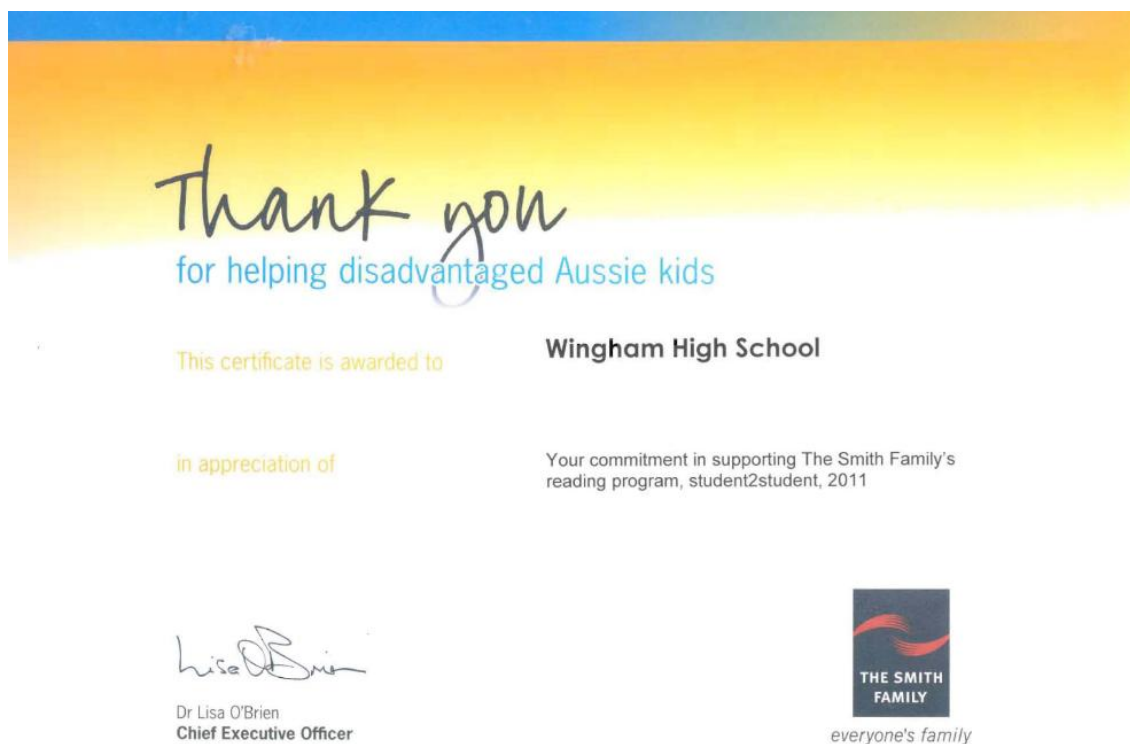 Thank you
for helping disadvantaged Aussie kids
This certificate is awarded to
Wingham High School
in appreciation of
Your commitment in supporting The Smith Family's
reading program, student2student, 2011
Lisa O'Brien
Dr Lisa O'Brien
Chief Executive Officer
THE SMITH
FAMILY
everyone's family